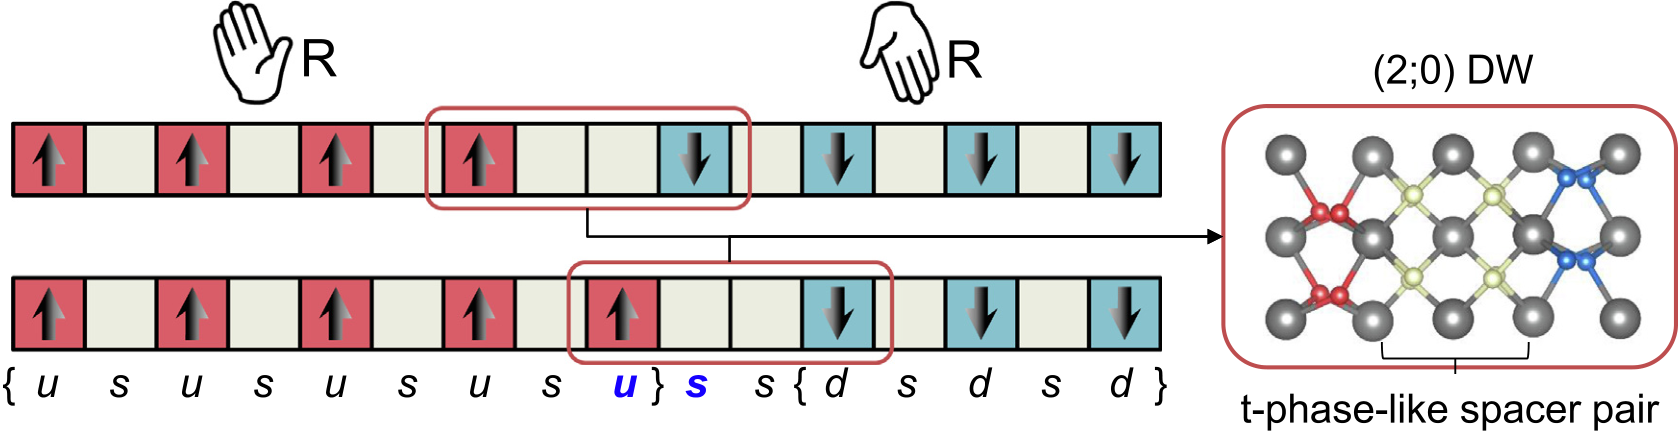 R
R
(2;0) DW
{ u s u s u s u s u } s s { d s d s d }
t-phase-like spacer pair